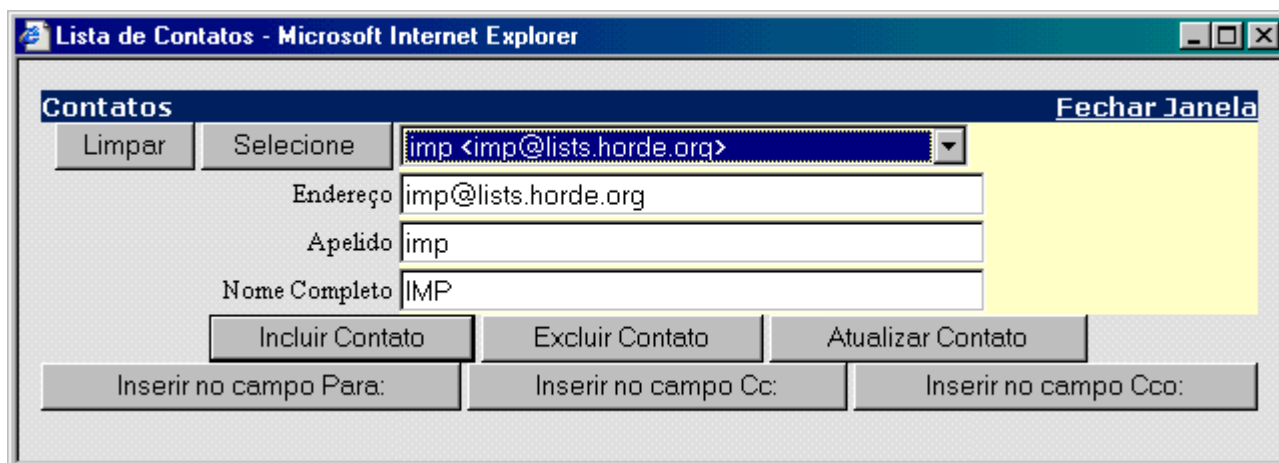 Lista de Contatos - Microsoft Internet Explorer
Contatos Fechar Janela
Limpar Selecione imp <imp@lists.horde.org>
Endereço imp@lists.horde.org
Apelido imp
Nome Completo IMP
Incluir Contato Excluir Contato Atualizar Contato
Inserir no campo Para: Inserir no campo Cc: Inserir no campo Cco: